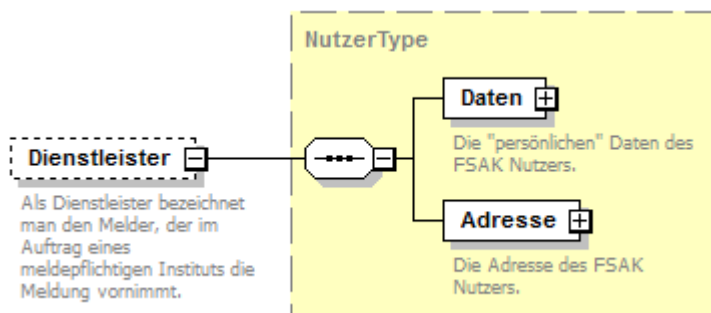 NutzerType
Daten
Die "persönlichen" Daten des
FSAK Nutzers.
Dienstleister
Als Dienstleister bezeichnet
man den Melder, der im
Auftrag eines
meldepflichtigen Instituts die
Meldung vornimmt.
Adresse
Die Adresse des FSAK
Nutzers.